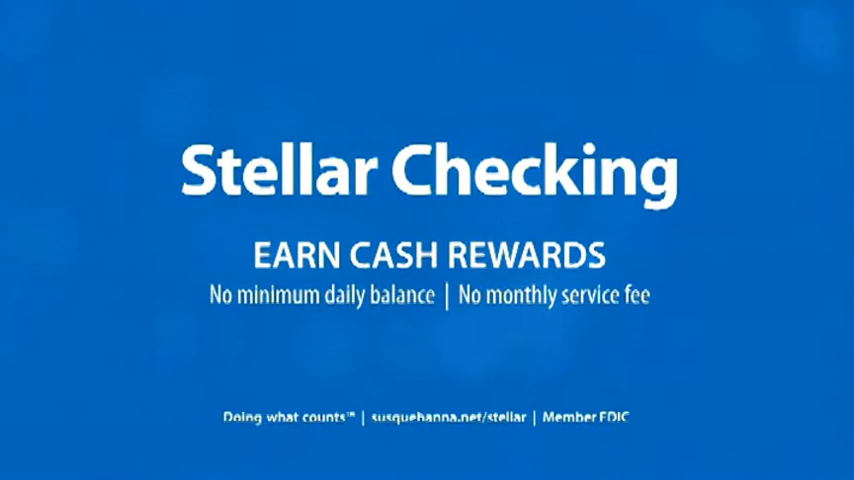 Stellar Checking
EARN CASH REWARDS
No minimum daily balance | No monthly service fee
Doing what counts™ | susquehanna.net/stellar | Member FDIC